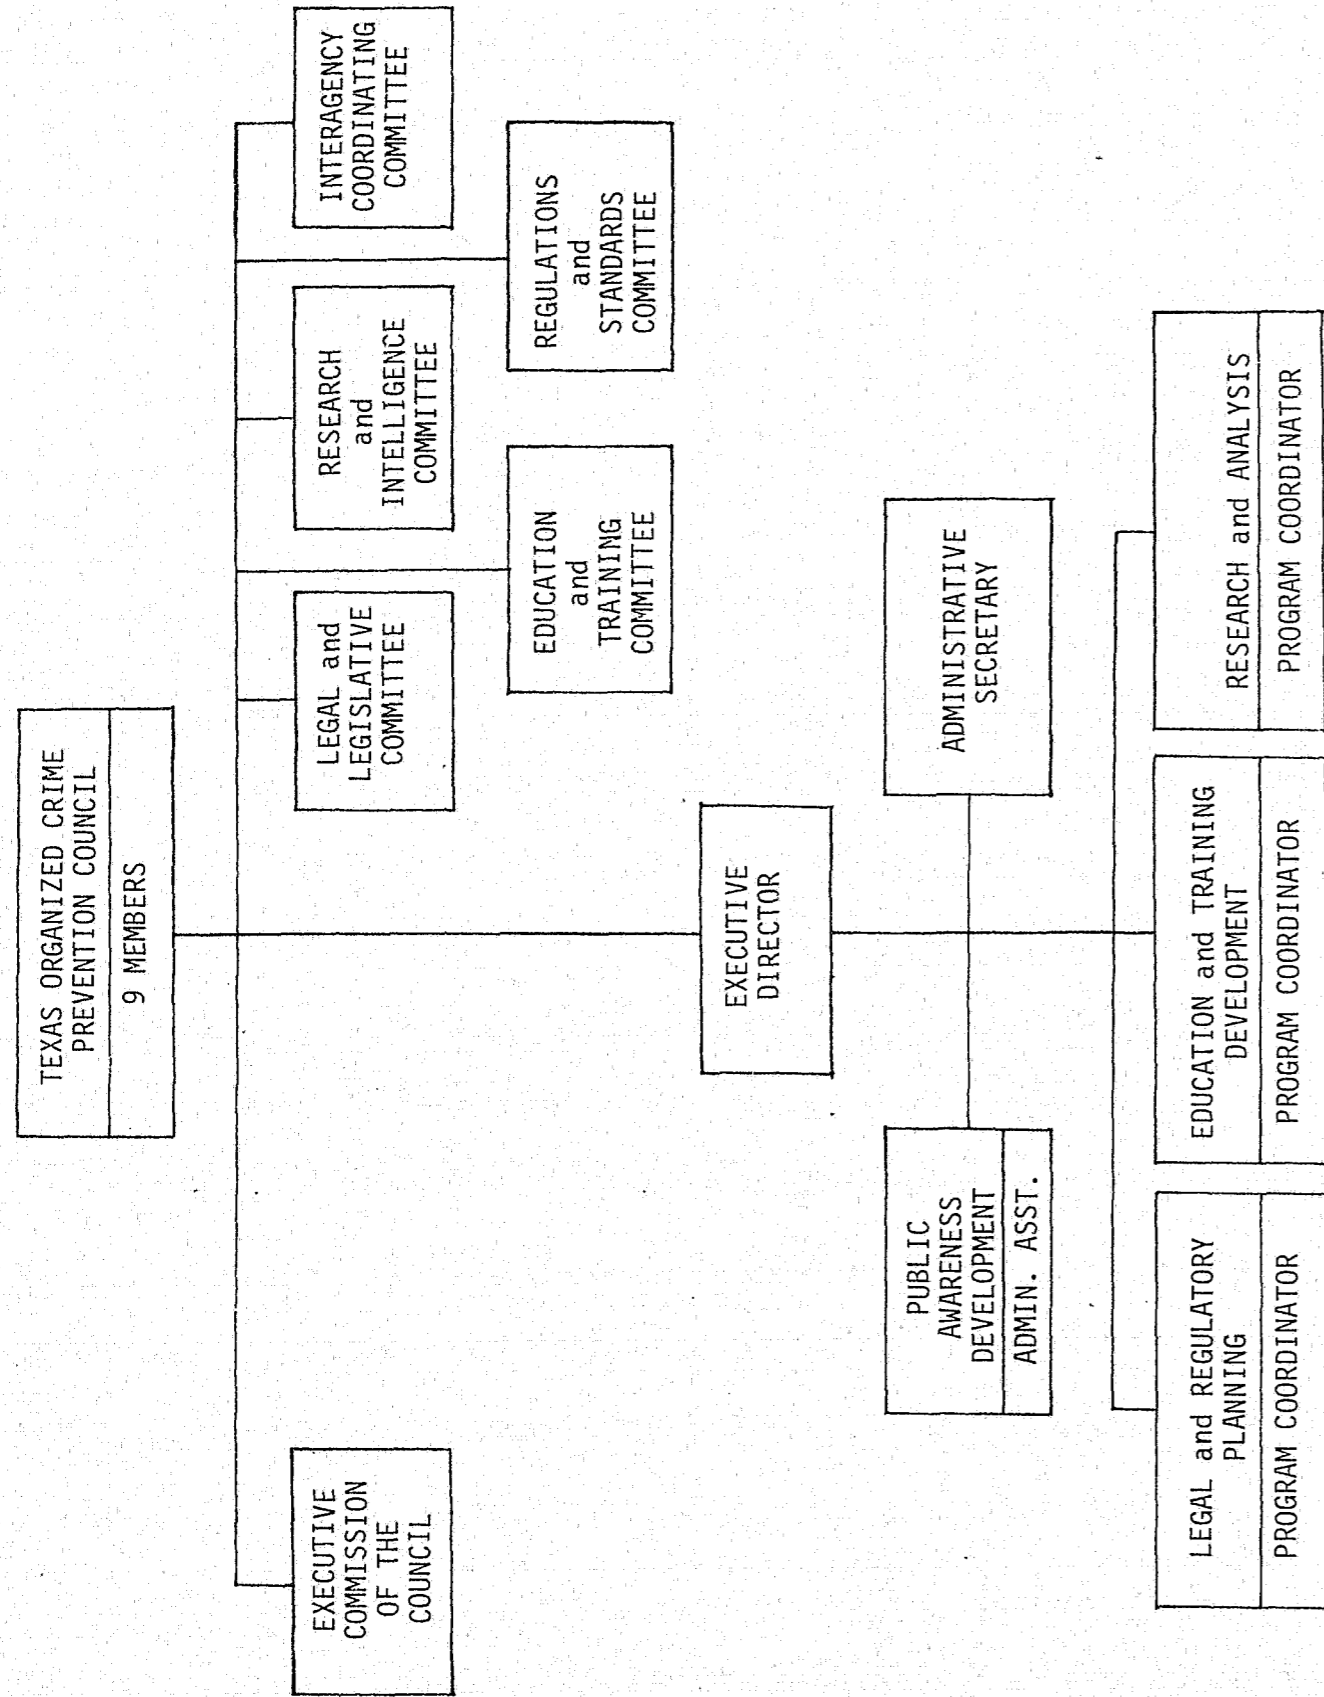 TEXAS ORGANIZED CRIME
PREVENTION COUNCIL
9 MEMBERS
EXECUTIVE
COMMISSION
OF THE
COUNCIL
LEGAL and
LEGISLATIVE
COMMITTEE
RESEARCH
and
INTELLIGENCE
COMMITTEE
INTERAGENCY
COORDINATING
COMMITTEE
EDUCATION
and
TRAINING
COMMITTEE
REGULATIONS
and
STANDARDS
COMMITTEE
EXECUTIVE
DIRECTOR
PUBLIC
AWARENESS
DEVELOPMENT
ADMIN. ASST.
ADMINISTRATIVE
SECRETARY
LEGAL and REGULATORY
PLANNING
PROGRAM COORDINATOR
EDUCATION and TRAINING
DEVELOPMENT
PROGRAM COORDINATOR
RESEARCH and ANALYSIS
PROGRAM COORDINATOR